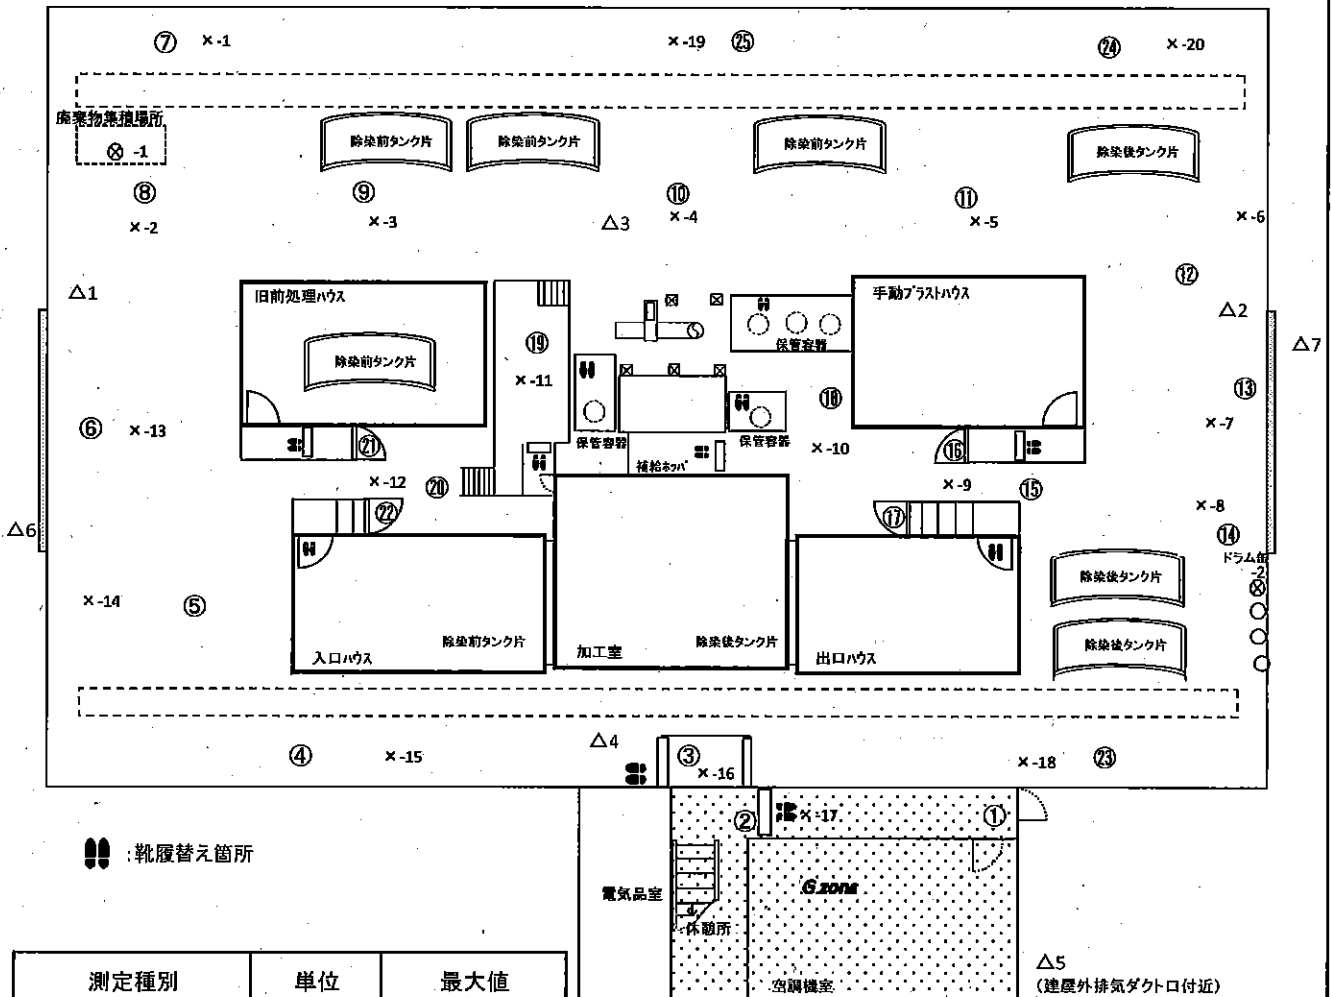 ⑦ ×-1 ×-19 ㉕ ㉔ ×-20
廃棄物集積場所
⊗ -1
除染前タンク片 除染前タンク片 除染前タンク片 除染後タンク片
⑧ ⑨ ⑩ ⑪
×-2 ×-3 △3 ×-4 ×-5 ×-6
⑫
△1 旧前処理ハウス 手動ブラストハウス
△2
⑲ 保管容器 △7
除染前タンク片
×-11 ⑱ ⑬
⑥ ×-13 ×-7
㉑ 保管容器 保管容器 ×-10 ⑯
補給ホッパ
×-12 ⑳ ×-9 ⑮
㉒ ⑰ ×-8
△6 ⑭
ドラム缶
-2
除染後タンク片
×-14 ⑤
除染前タンク片 除染後タンク片 除染後タンク片
入口ハウス 加工室 出口ハウス
④ ×-15 △4 ③ ×-16 ×-18 ㉓
② ×-17 ①
:靴履替え箇所
電気品室 G zone
休憩所
空調機室
△5
(建屋外排気ダクト口付近)
測定種別 単位 最大値